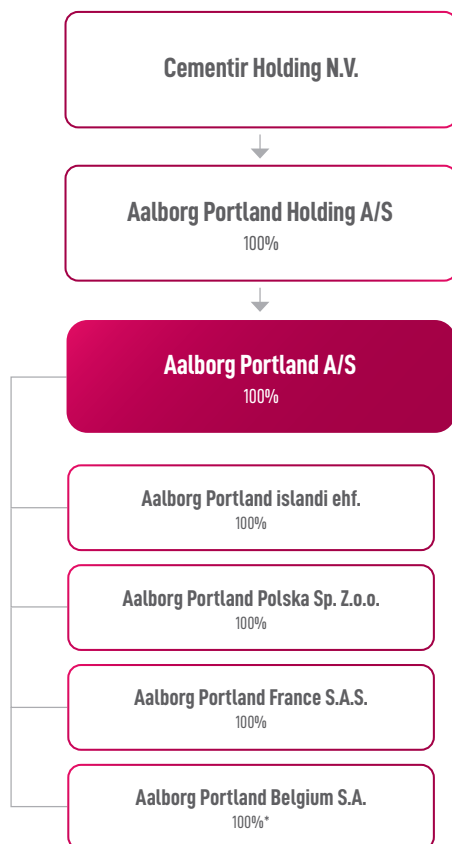 Cementir Holding N.V.
Aalborg Portland Holding A/S
100%
Aalborg Portland A/S
100%
Aalborg Portland islandi ehf.
100%
Aalborg Portland Polska Sp. Z.o.o.
100%
Aalborg Portland France S.A.S.
100%
Aalborg Portland Belgium S.A.
100%*